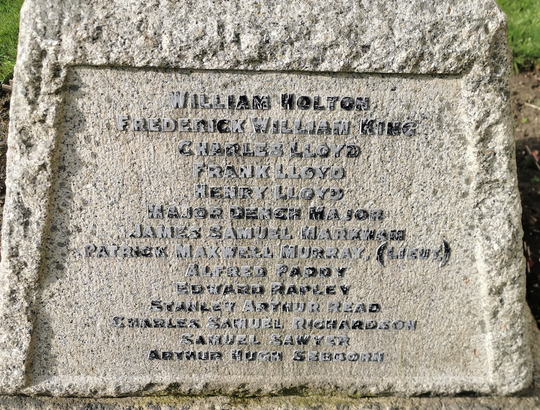 WILLIAM HOLTON
FREDERICK WILLIAM KING
CHARLES LLOYD
FRANK LLOYD
HENRY LLOYD
MAJOR DENCH MAJOR
JAMES SAMUEL MARKHAM
PATRICK MAXWELL MURRAY, (LIEUT.)
ALFRED PADDY
EDWARD RAPLEY
STANLEY ARTHUR READ
CHARLES SAMUEL RICHARDSON
SAMUEL SAWYER
ARTHUR HUGH SEBOORN